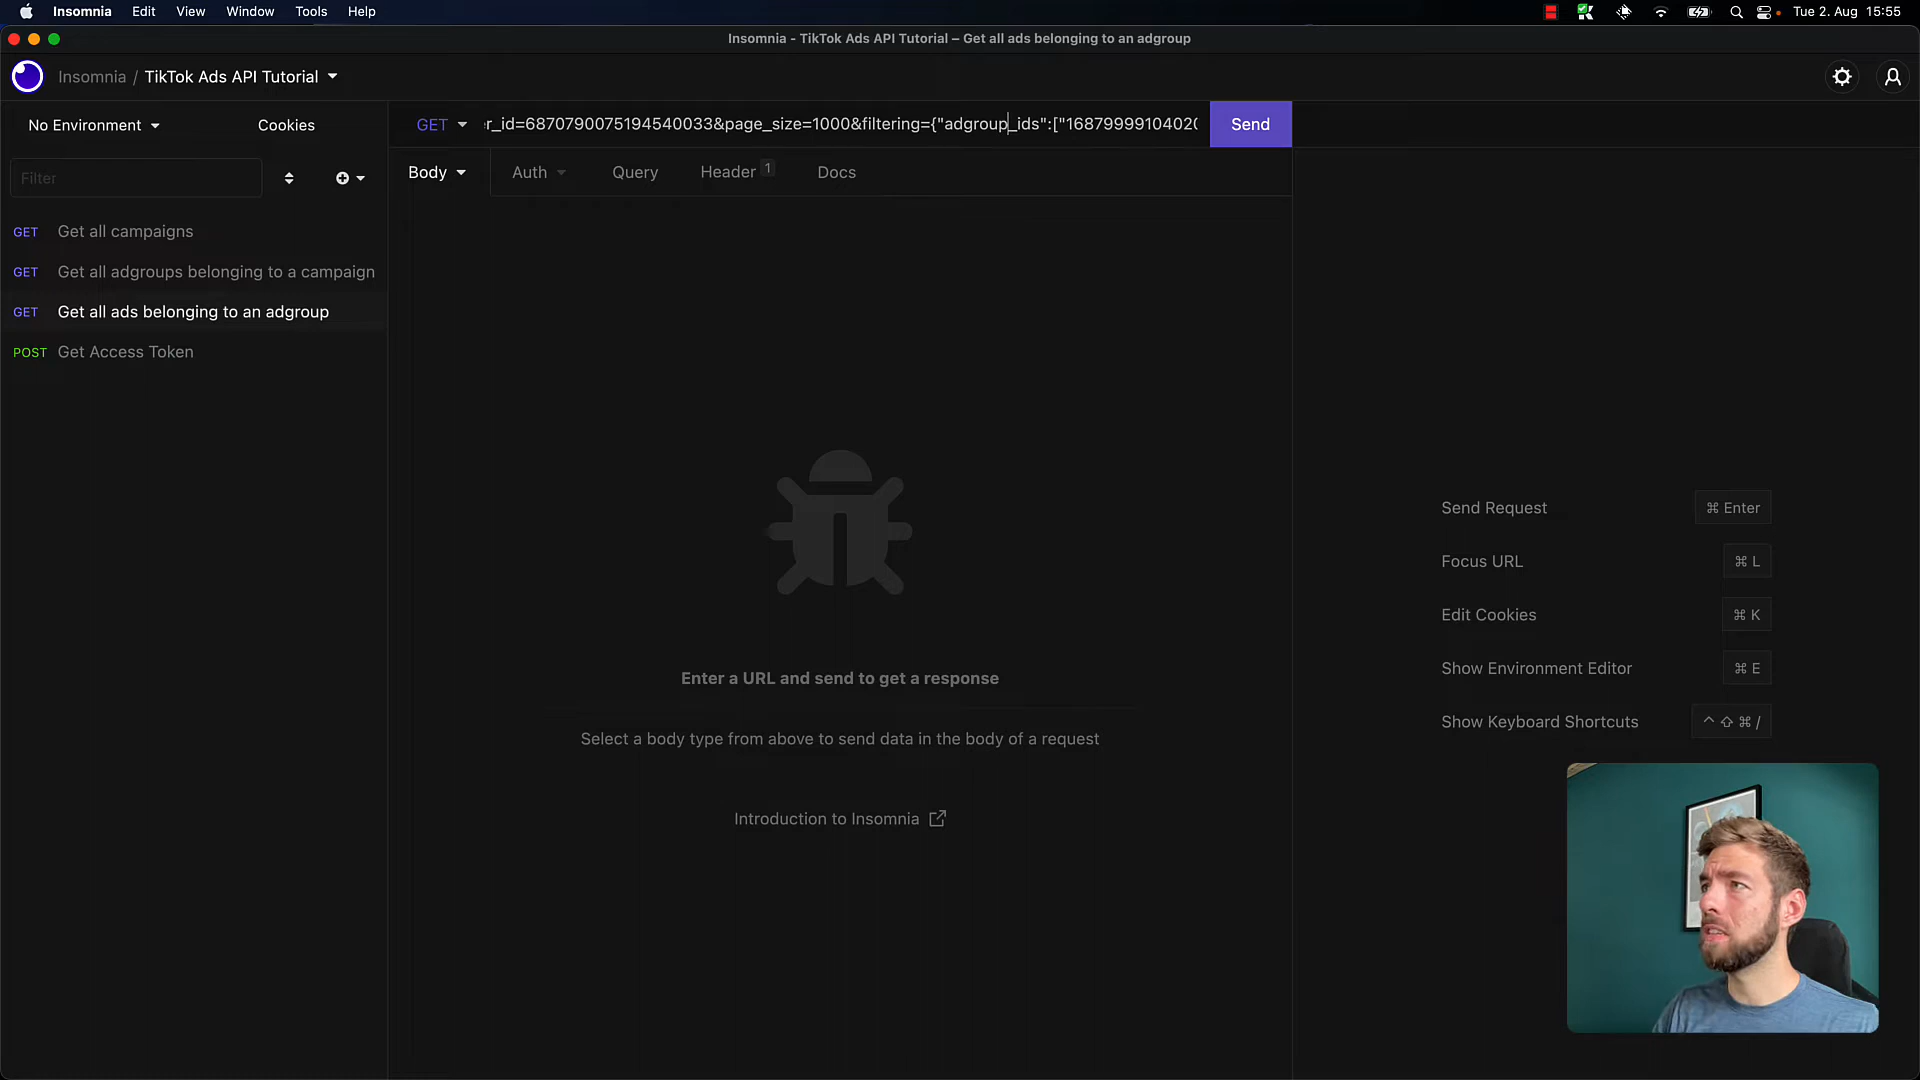 Insomnia Edit View Window Tools Help Tue 2. Aug 15:55
Insomnia - TikTok Ads API Tutorial – Get all ads belonging to an adgroup
Insomnia / TikTok Ads API Tutorial
No Environment Cookies
GET r_id=6870790075194540033&page_size=1000&filtering={"adgroup_ids":["16879999104020 Send
Body Auth Query Header 1 Docs
Filter
GET Get all campaigns
GET Get all adgroups belonging to a campaign
GET Get all ads belonging to an adgroup
POST Get Access Token
Enter a URL and send to get a response
Select a body type from above to send data in the body of a request
Introduction to Insomnia
Send Request ⌘ Enter
Focus URL ⌘ L
Edit Cookies ⌘ K
Show Environment Editor ⌘ E
Show Keyboard Shortcuts ^ ⇧ ⌘ /